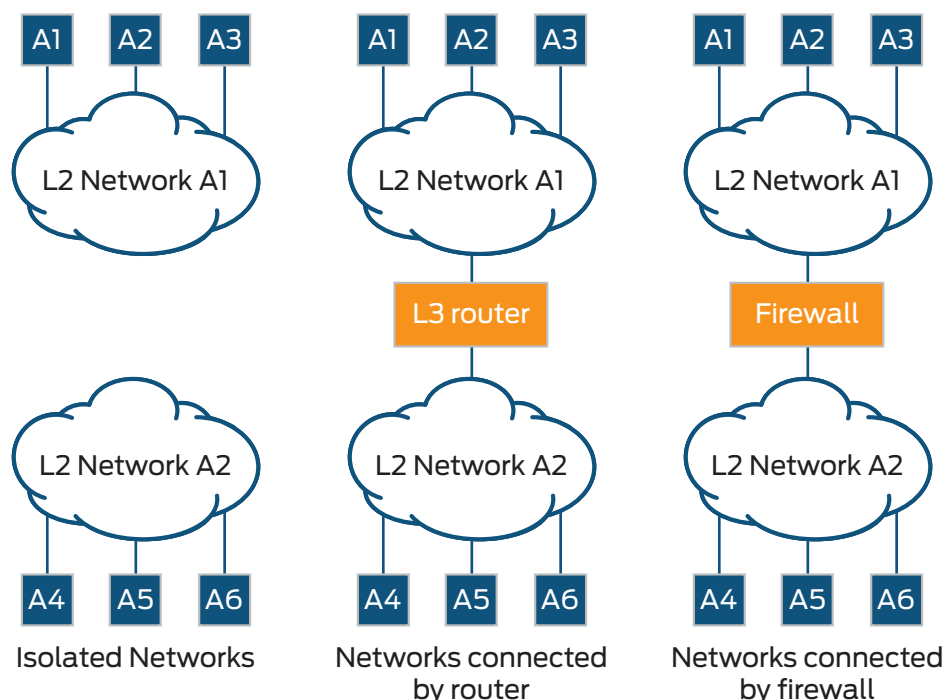 A1 A2 A3 A1 A2 A3 A1 A2 A3
L2 Network A1 L2 Network A1 L2 Network A1
L3 router Firewall
L2 Network A2 L2 Network A2 L2 Network A2
A4 A5 A6 A4 A5 A6 A4 A5 A6
Isolated Networks Networks connected Networks connected
by router by firewall